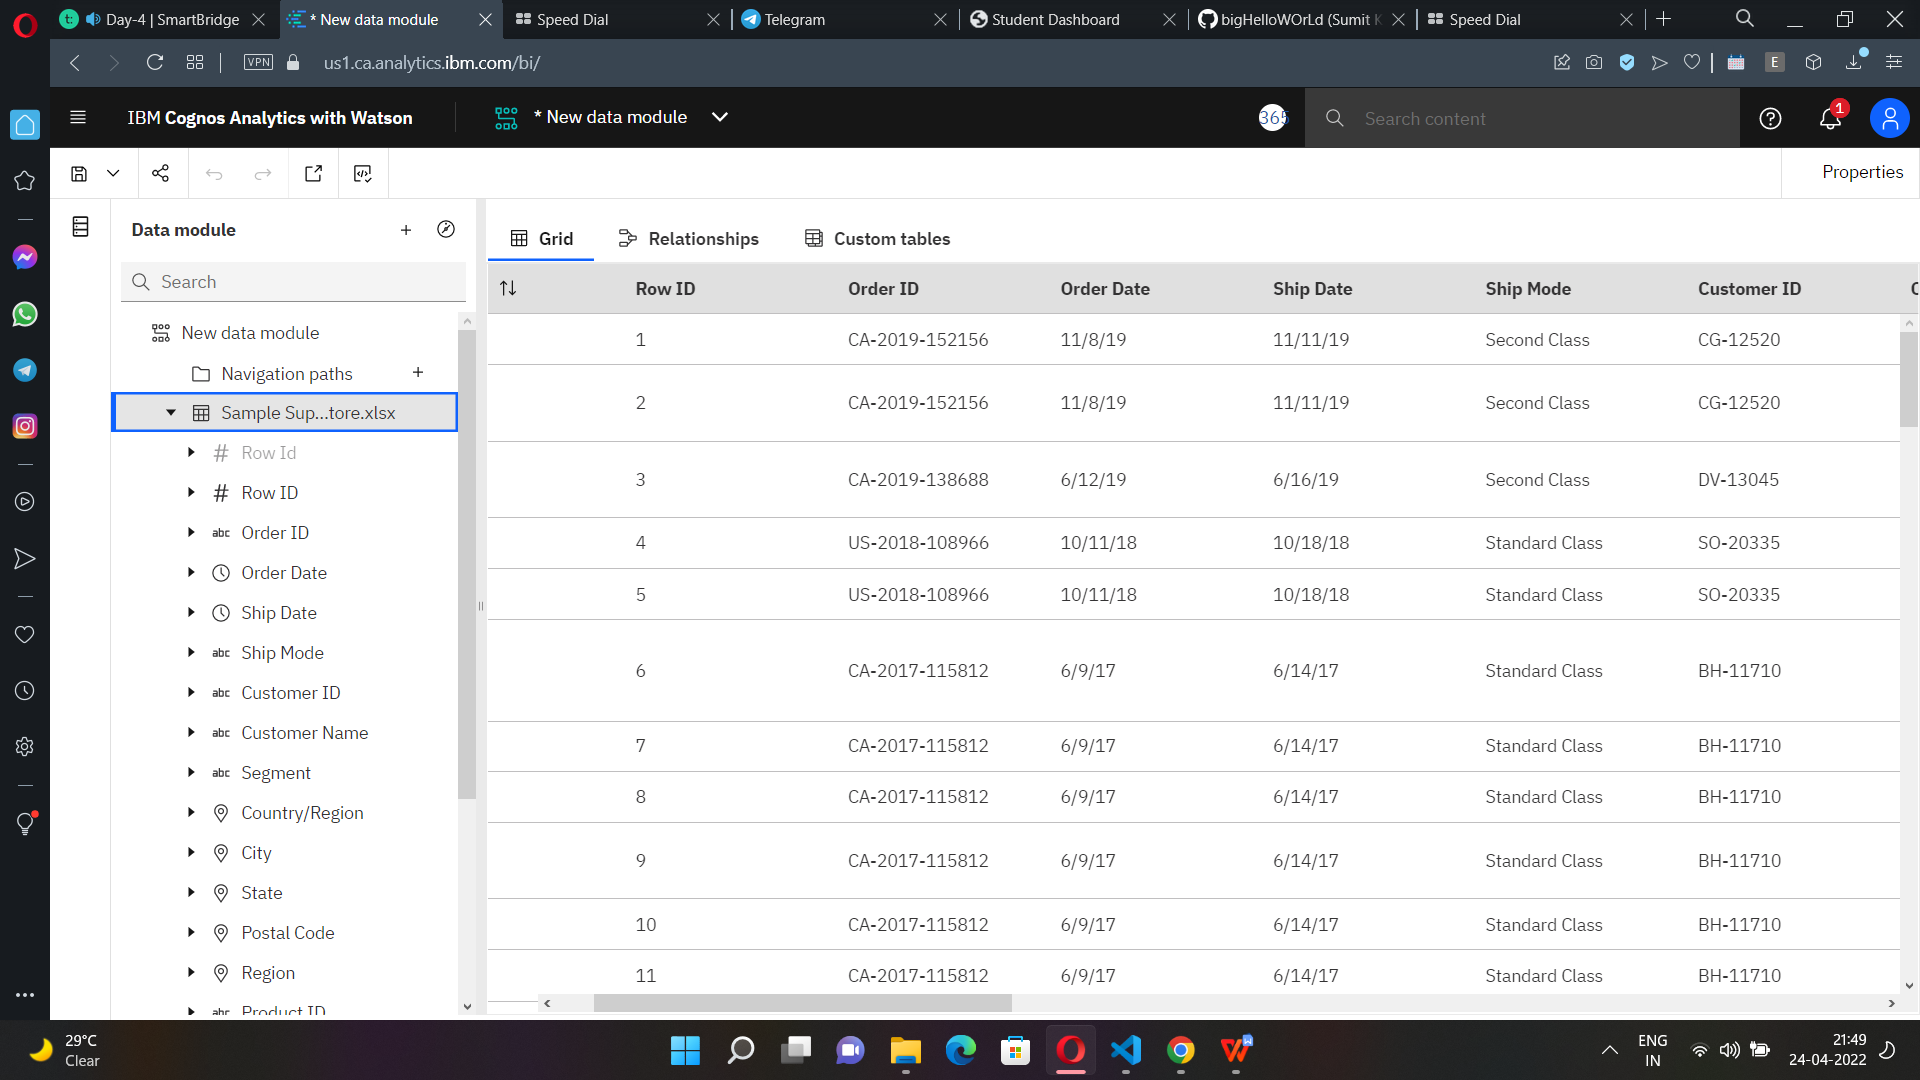 Day-4 | SmartBridge
* New data module
Speed Dial
Telegram
Student Dashboard
bigHelloWOrLd (Sumit K
Speed Dial
VPN
us1.ca.analytics.ibm.com/bi/
E
IBM Cognos Analytics with Watson
* New data module
365
Search content
1
Properties
Data module
Search
New data module
Navigation paths
Sample Sup...tore.xlsx
Row Id
Row ID
abc Order ID
Order Date
Ship Date
abc Ship Mode
abc Customer ID
abc Customer Name
abc Segment
Country/Region
City
State
Postal Code
Region
abc Product ID
Grid
Relationships
Custom tables
Row ID Order ID Order Date Ship Date Ship Mode Customer ID
1 CA-2019-152156 11/8/19 11/11/19 Second Class CG-12520
2 CA-2019-152156 11/8/19 11/11/19 Second Class CG-12520
3 CA-2019-138688 6/12/19 6/16/19 Second Class DV-13045
4 US-2018-108966 10/11/18 10/18/18 Standard Class SO-20335
5 US-2018-108966 10/11/18 10/18/18 Standard Class SO-20335
6 CA-2017-115812 6/9/17 6/14/17 Standard Class BH-11710
7 CA-2017-115812 6/9/17 6/14/17 Standard Class BH-11710
8 CA-2017-115812 6/9/17 6/14/17 Standard Class BH-11710
9 CA-2017-115812 6/9/17 6/14/17 Standard Class BH-11710
10 CA-2017-115812 6/9/17 6/14/17 Standard Class BH-11710
11 CA-2017-115812 6/9/17 6/14/17 Standard Class BH-11710
29°C
Clear
ENG
IN
21:49
24-04-2022